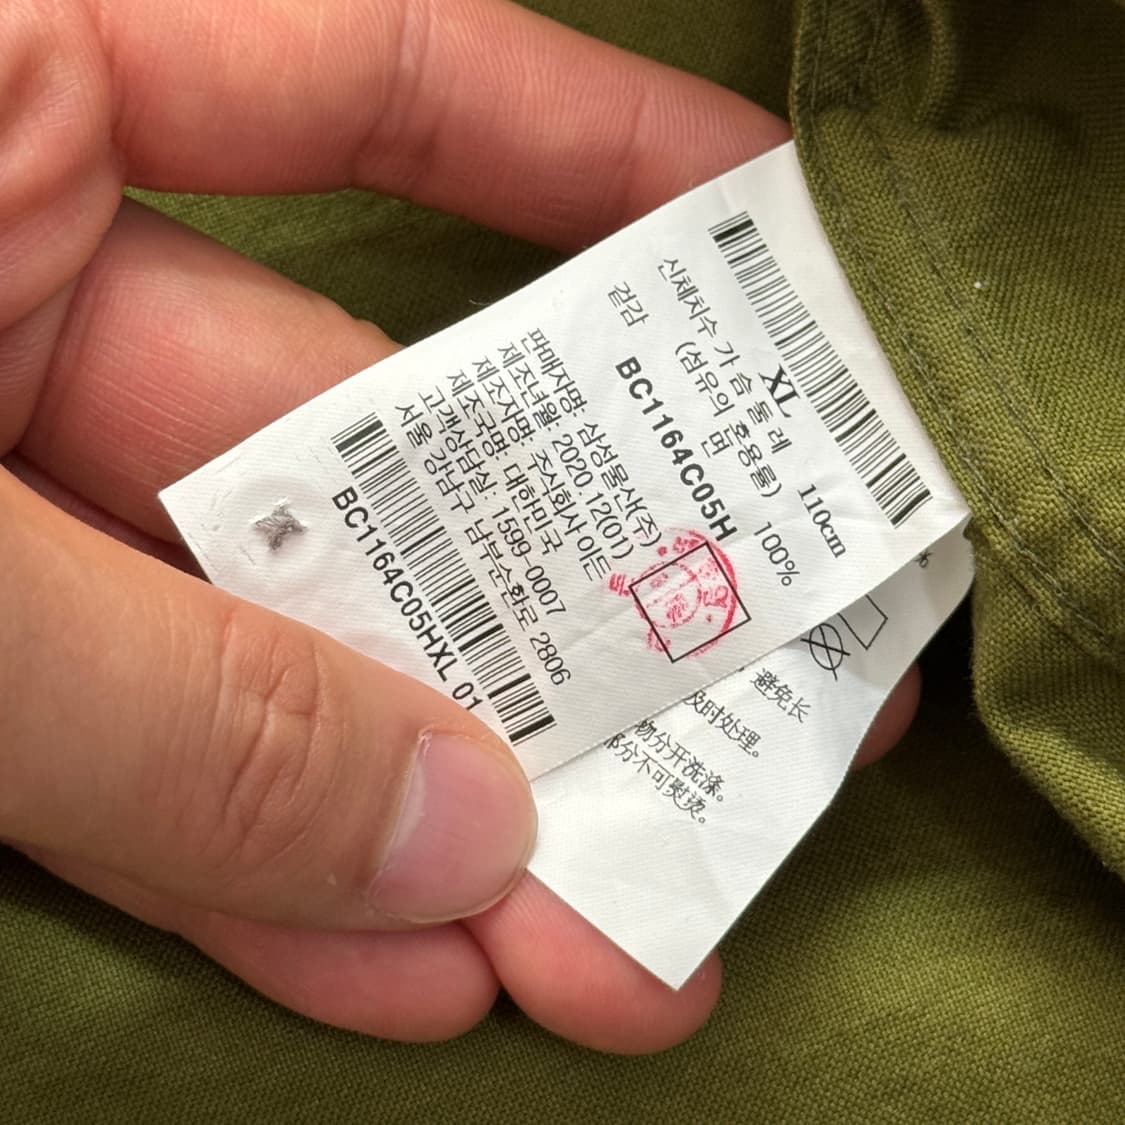 XL
신체치수 가 슴 둘 레 110cm
(섬유의 혼용률)
겉감 면 100%
BC1164C05H
판매자명: 삼성물산(주)
제조년월: 2020.12(01)
제조자명: 주식회사 이든
제조국명: 대한민국
고객상담실: 1599-0007
서울 강남구 남부순환로 2806
BC1164C05HXL 01
避免长
及时处理。
物分开洗涤。
部分不可熨烫。